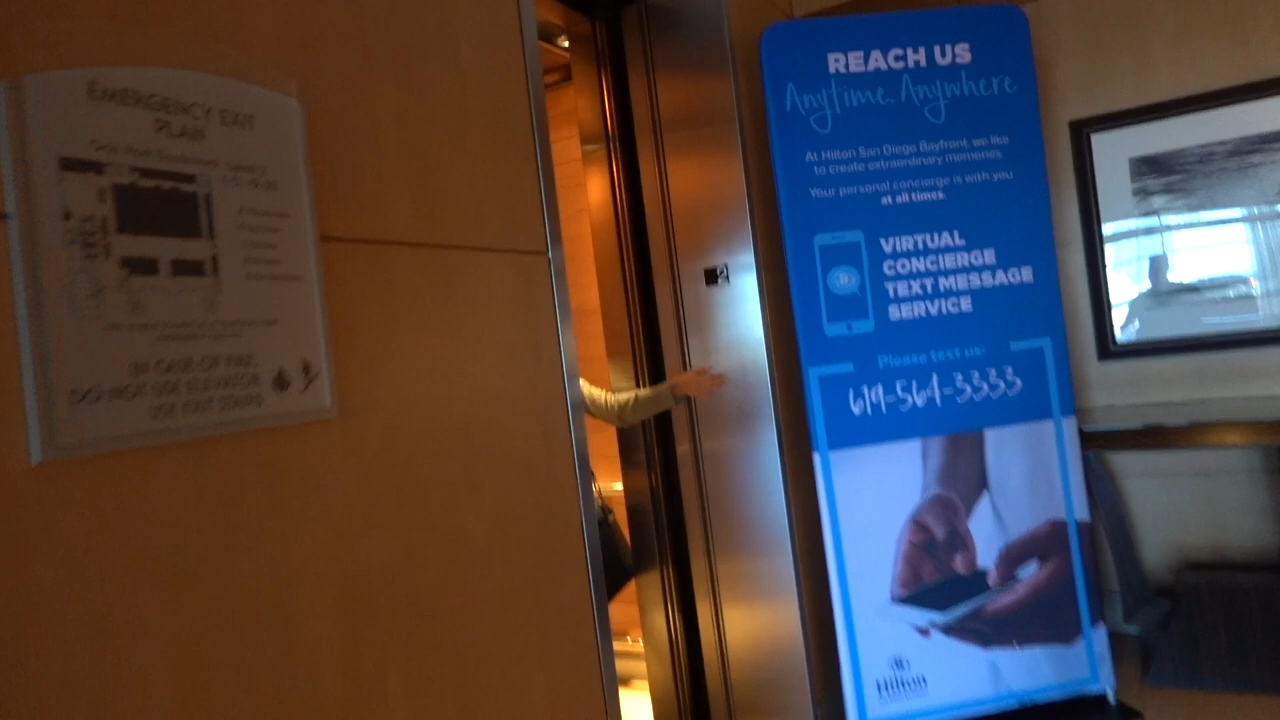 EMERGENCY EXIT
PLAN
IN CASE OF FIRE,
DO NOT USE ELEVATOR
USE EXIT STAIRS
REACH US
Anytime, Anywhere
At Hilton San Diego Bayfront, we like
to create extraordinary memories.
Your personal concierge is with you
at all times.
VIRTUAL
CONCIERGE
TEXT MESSAGE
SERVICE
Please text us:
619-564-3333
Hilton